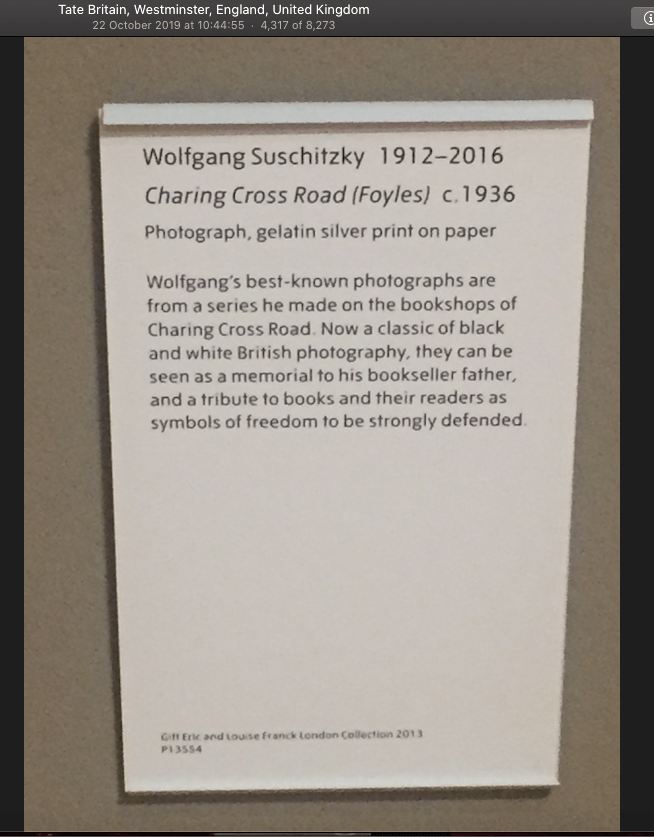 Tate Britain, Westminster, England, United Kingdom
22 October 2019 at 10:44:55 · 4,317 of 8,273
Wolfgang Suschitzky 1912–2016
Charing Cross Road (Foyles) c.1936
Photograph, gelatin silver print on paper
Wolfgang's best-known photographs are
from a series he made on the bookshops of
Charing Cross Road. Now a classic of black
and white British photography, they can be
seen as a memorial to his bookseller father,
and a tribute to books and their readers as
symbols of freedom to be strongly defended.
Gift Eric and Louise Franck London Collection 2013
P13554